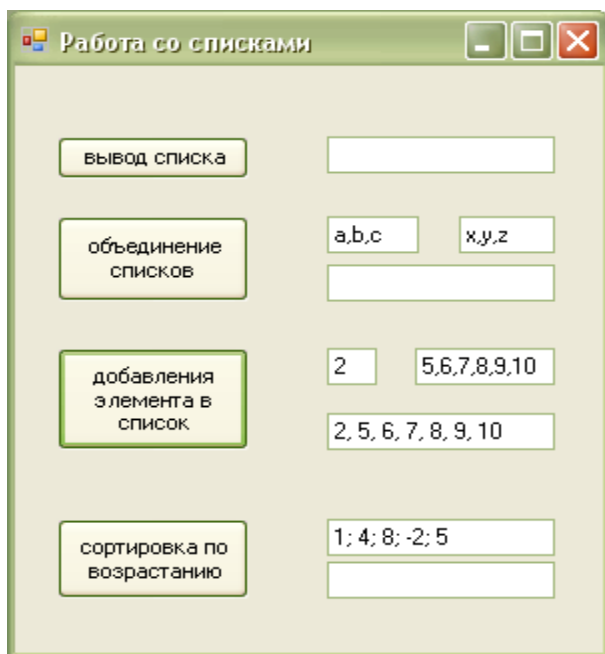 Работа со списками
вывод списка
объединение
списков
a,b,c
x,y,z
добавления
элемента в
список
2
5,6,7,8,9,10
2, 5, 6, 7, 8, 9, 10
сортировка по
возрастанию
1; 4; 8; -2; 5